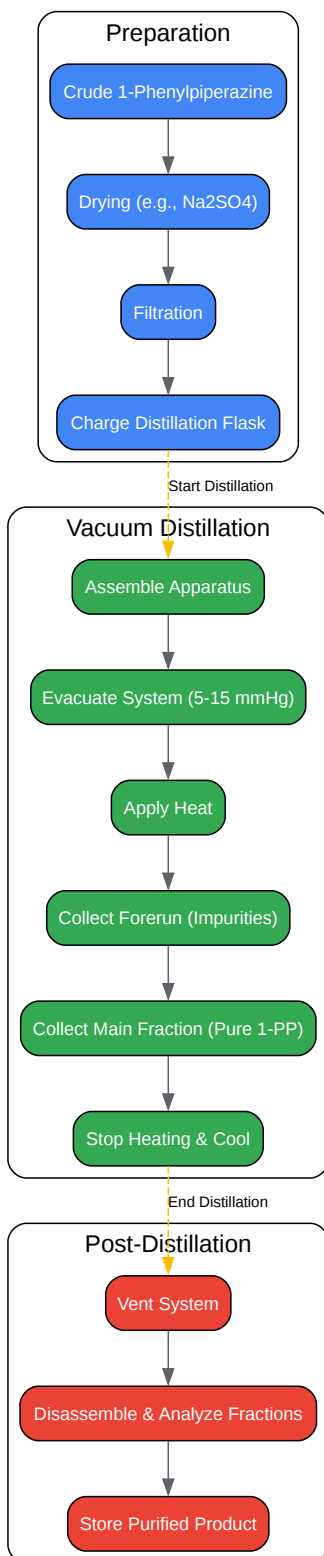 Preparation
Crude 1-Phenylpiperazine
Drying (e.g., Na2SO4)
Filtration
Charge Distillation Flask
Start Distillation
Vacuum Distillation
Assemble Apparatus
Evacuate System (5-15 mmHg)
Apply Heat
Collect Forerun (Impurities)
Collect Main Fraction (Pure 1-PP)
Stop Heating & Cool
End Distillation
Post-Distillation
Vent System
Disassemble & Analyze Fractions
Store Purified Product